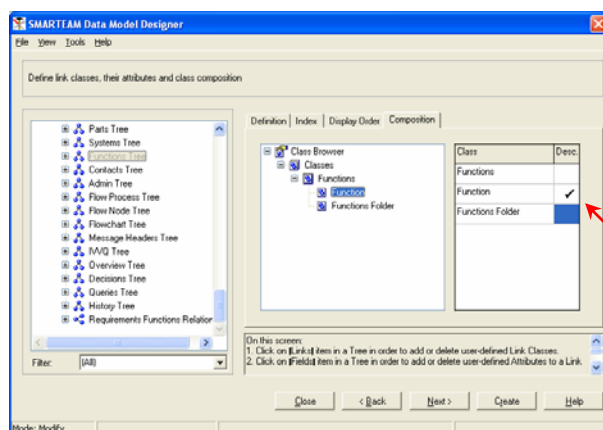 SMARTEAM Data Model Designer
File View Tools Help
Define link classes, their attributes and class composition
Parts Tree
Systems Tree
Functions Tree
Contacts Tree
Admin Tree
Flow Process Tree
Flow Node Tree
Flowchart Tree
Message Headers Tree
IVVQ Tree
Overview Tree
Decisions Tree
Queries Tree
History Tree
Requirements Functions Relation
Filter: (All)
Definition Index Display Order Composition
Class Browser
Classes
Functions
Function
Functions Folder
Class Desc.
Functions
Function ✓
Functions Folder
On this screen:
1. Click on |Links| item in a Tree in order to add or delete user-defined Link Classes.
2. Click on |Fields| item in a Tree in order to add or delete user-defined Attributes to a Link
Close < Back Next > Create Help
Mode: Modify